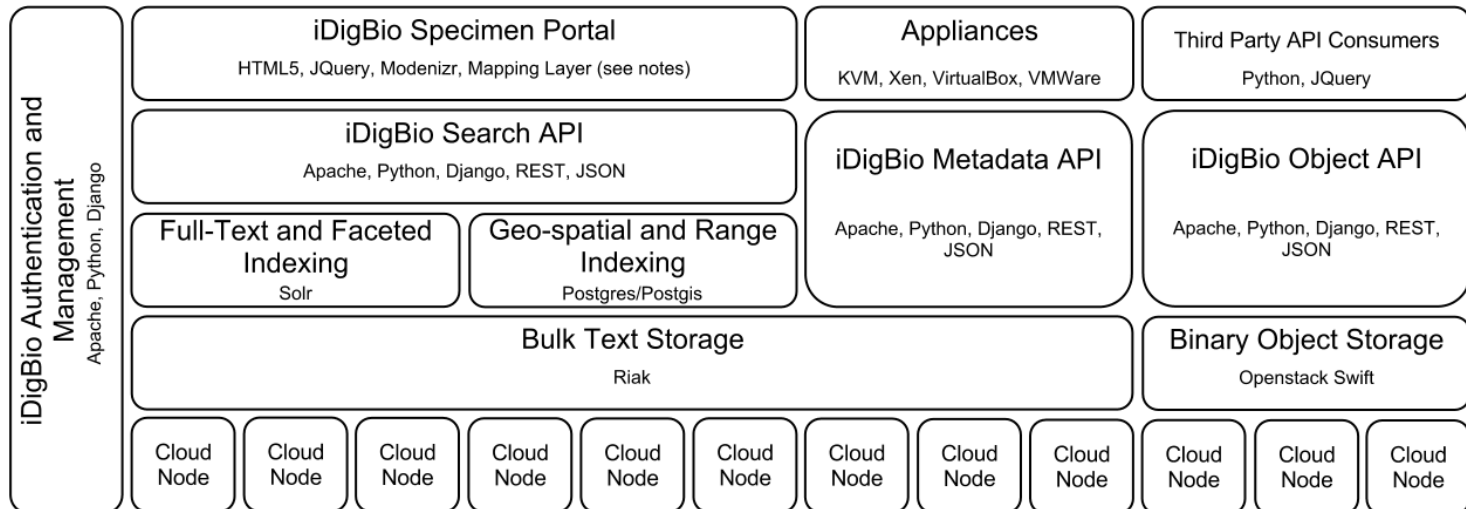 iDigBio Authentication and
Management
Apache, Python, Django
iDigBio Specimen Portal
HTML5, JQuery, Modenizr, Mapping Layer (see notes)
Appliances
KVM, Xen, VirtualBox, VMWare
Third Party API Consumers
Python, JQuery
iDigBio Search API
Apache, Python, Django, REST, JSON
iDigBio Metadata API
Apache, Python, Django, REST,
JSON
iDigBio Object API
Apache, Python, Django, REST,
JSON
Full-Text and Faceted
Indexing
Solr
Geo-spatial and Range
Indexing
Postgres/Postgis
Bulk Text Storage
Riak
Binary Object Storage
Openstack Swift
Cloud
Node
Cloud
Node
Cloud
Node
Cloud
Node
Cloud
Node
Cloud
Node
Cloud
Node
Cloud
Node
Cloud
Node
Cloud
Node
Cloud
Node
Cloud
Node